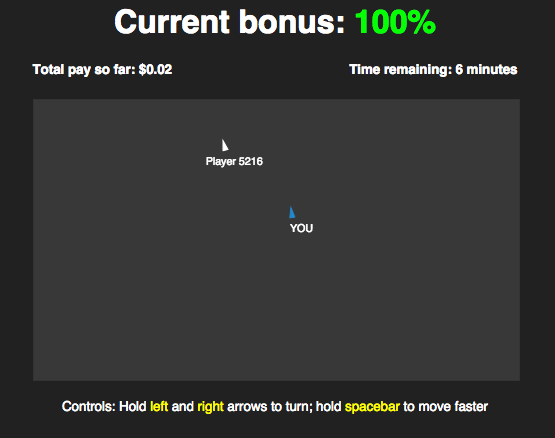 Current bonus: 100%
Total pay so far: $0.02
Time remaining: 6 minutes
Player 5216
YOU
Controls: Hold left and right arrows to turn; hold spacebar to move faster